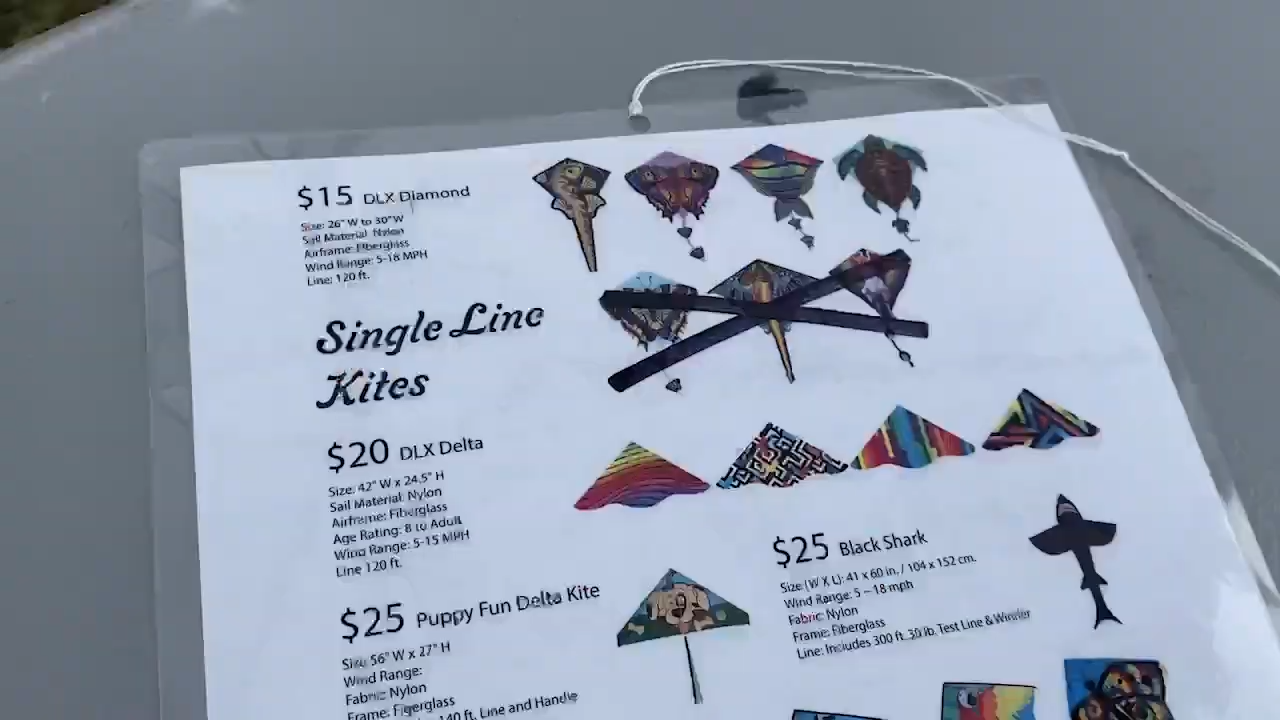 $15 DLX Diamond
Size: 26" W to 30"W
Sail Material: Nylon
Airframe: Fiberglass
Wind Range: 5-18 MPH
Line: 120 ft.
Single Line
Kites
$20 DLX Delta
Size: 42" W x 24.5" H
Sail Material: Nylon
Airframe: Fiberglass
Age Rating: 8 to Adult
Wind Range: 5-15 MPH
Line 120 ft.
$25 Puppy Fun Delta Kite
Size 56" W x 27" H
Wind Range:
Fabric: Nylon
Frame: Figerglass
140 ft. Line and Handle
$25 Black Shark
Size (W X L): 41 x 60 in. / 104 x 152 cm.
Wind Range: 5 – 18 mph
Fabric: Nylon
Frame: Fiberglass
Line: Includes 300 ft. 30 lb. Test Line & Winder